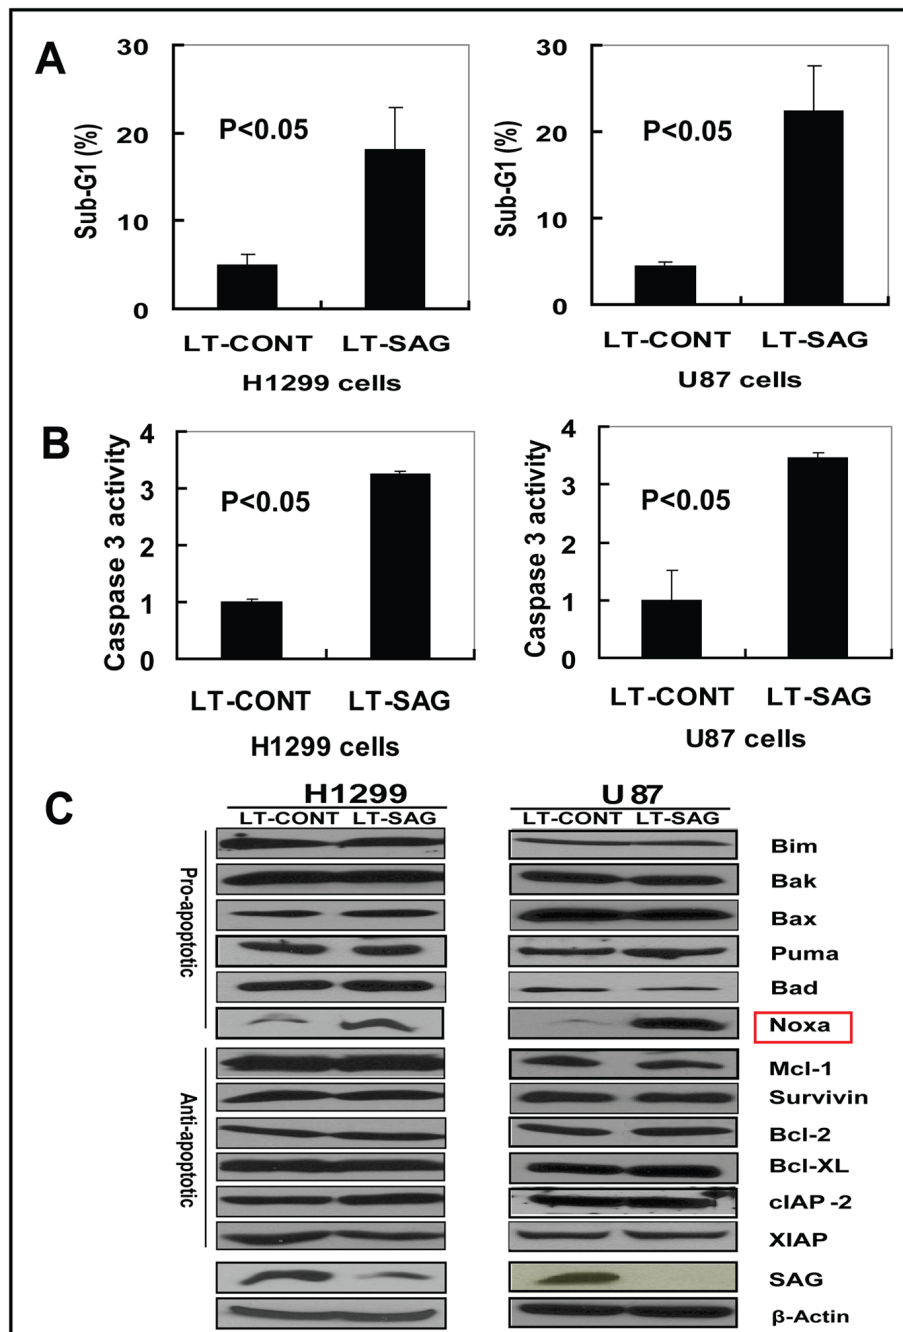 A
30
20
10
0
Sub-G1 (%)
P<0.05
LT-CONT LT-SAG
H1299 cells
30
20
10
0
Sub-G1 (%)
P<0.05
LT-CONT LT-SAG
U87 cells
B
4
3
2
1
0
Caspase 3 activity
P<0.05
LT-CONT LT-SAG
H1299 cells
4
3
2
1
0
Caspase 3 activity
P<0.05
LT-CONT LT-SAG
U87 cells
C
H1299 U87
LT-CONT LT-SAG LT-CONT LT-SAG
Pro-apoptotic
Bim
Bak
Bax
Puma
Bad
Noxa
Anti-apoptotic
Mcl-1
Survivin
Bcl-2
Bcl-XL
cIAP-2
XIAP
SAG
β-Actin